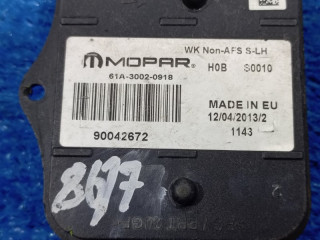 WK Non-AFS S-LH
MOPAR®
H0B S0010
61A-3002-0918
MADE IN EU
12/04/2013/2
90042672
1143
8677